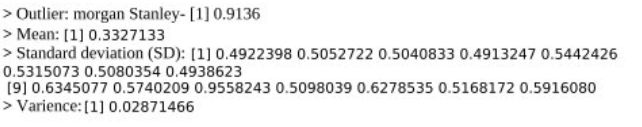 > Outlier: morgan Stanley- [1] 0.9136
> Mean: [1] 0.3327133
> Standard deviation (SD): [1] 0.4922398 0.5052722 0.5040833 0.4913247 0.5442426
0.5315073 0.5080354 0.4938623
[9] 0.6345077 0.5740209 0.9558243 0.5098039 0.6278535 0.5168172 0.5916080
> Varience: [1] 0.02871466